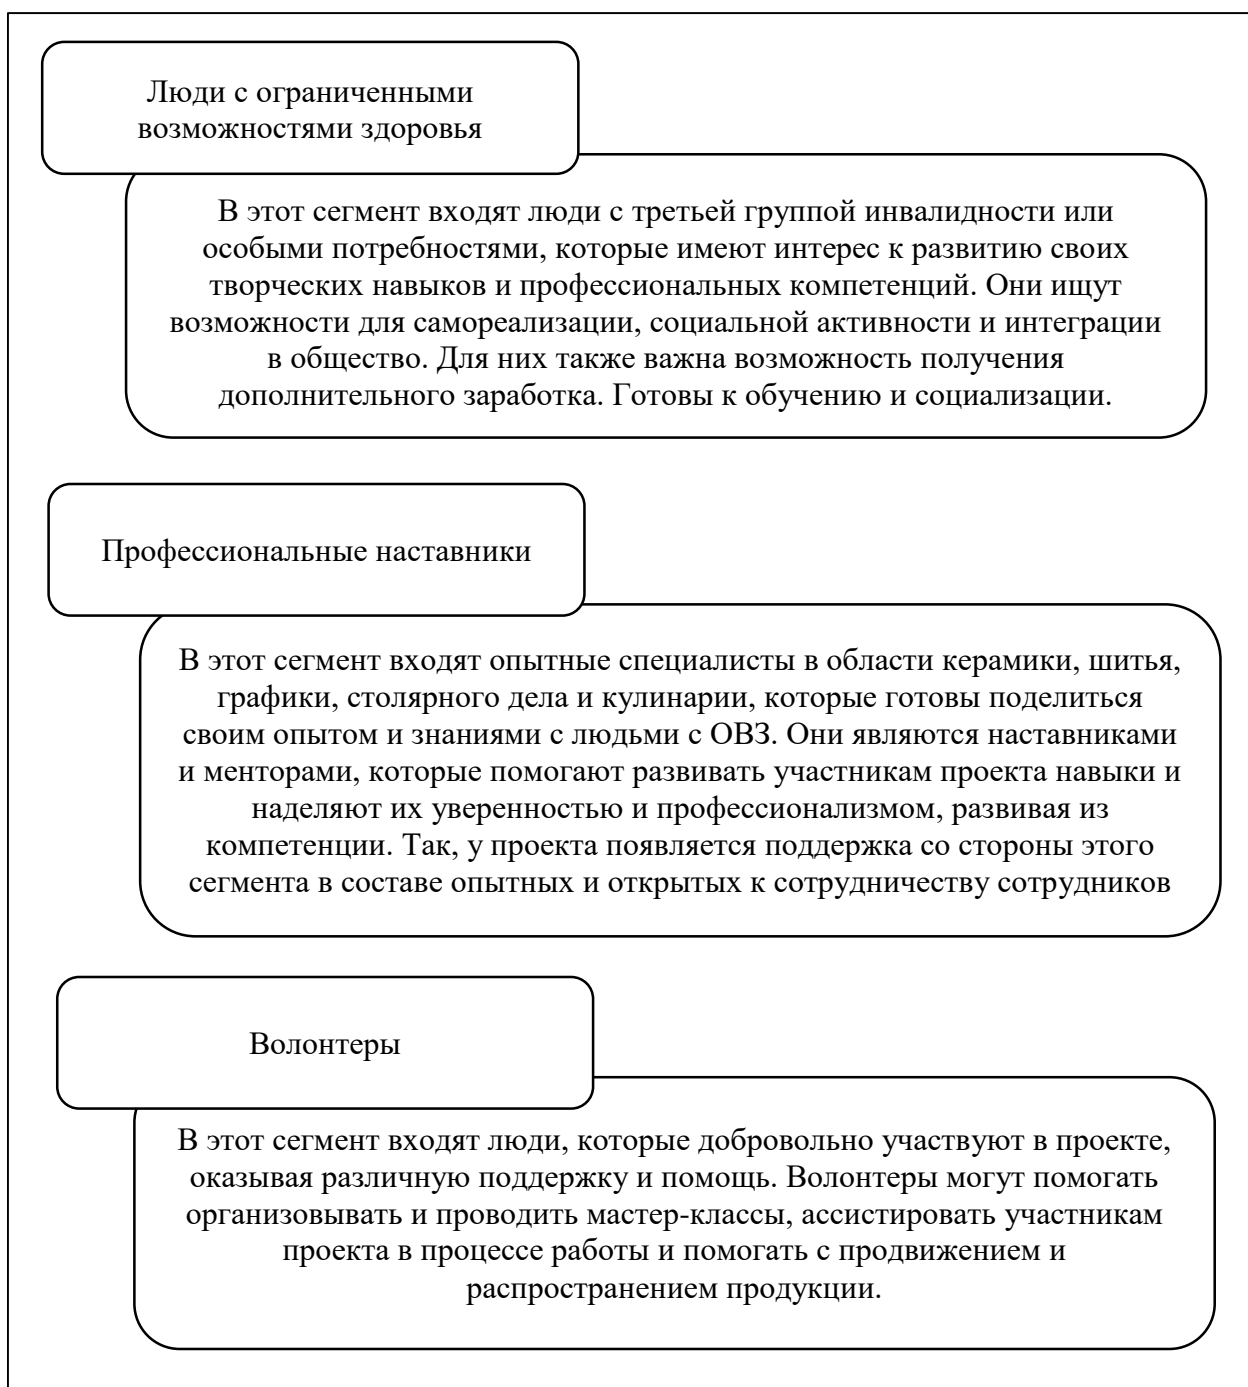 Люди с ограниченными
возможностями здоровья
В этот сегмент входят люди с третьей группой инвалидности или
особыми потребностями, которые имеют интерес к развитию своих
творческих навыков и профессиональных компетенций. Они ищут
возможности для самореализации, социальной активности и интеграции
в общество. Для них также важна возможность получения
дополнительного заработка. Готовы к обучению и социализации.
Профессиональные наставники
В этот сегмент входят опытные специалисты в области керамики, шитья,
графики, столярного дела и кулинарии, которые готовы поделиться
своим опытом и знаниями с людьми с ОВЗ. Они являются наставниками
и менторами, которые помогают развивать участникам проекта навыки и
наделяют их уверенностью и профессионализмом, развивая из
компетенции. Так, у проекта появляется поддержка со стороны этого
сегмента в составе опытных и открытых к сотрудничеству сотрудников
Волонтеры
В этот сегмент входят люди, которые добровольно участвуют в проекте,
оказывая различную поддержку и помощь. Волонтеры могут помогать
организовывать и проводить мастер-классы, ассистировать участникам
проекта в процессе работы и помогать с продвижением и
распространением продукции.